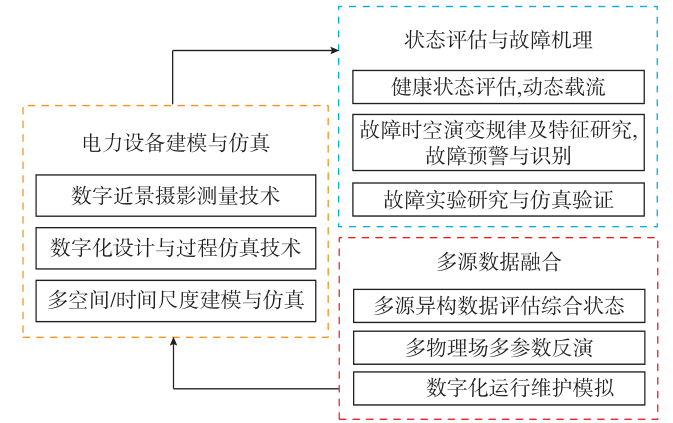 电力设备建模与仿真
数字近景摄影测量技术
数字化设计与过程仿真技术
多空间/时间尺度建模与仿真
状态评估与故障机理
健康状态评估,动态载流
故障时空演变规律及特征研究,
故障预警与识别
故障实验研究与仿真验证
多源数据融合
多源异构数据评估综合状态
多物理场多参数反演
数字化运行维护模拟